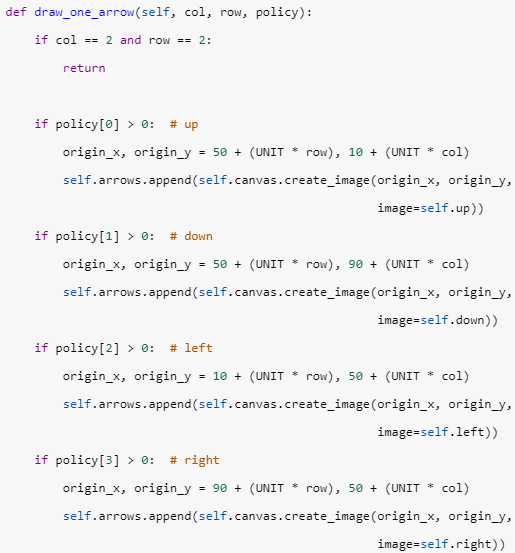 def draw_one_arrow(self, col, row, policy):
    if col == 2 and row == 2:
        return
    if policy[0] > 0:  # up
        origin_x, origin_y = 50 + (UNIT * row), 10 + (UNIT * col)
        self.arrows.append(self.canvas.create_image(origin_x, origin_y,
                                                    image=self.up))
    if policy[1] > 0:  # down
        origin_x, origin_y = 50 + (UNIT * row), 90 + (UNIT * col)
        self.arrows.append(self.canvas.create_image(origin_x, origin_y,
                                                    image=self.down))
    if policy[2] > 0:  # left
        origin_x, origin_y = 10 + (UNIT * row), 50 + (UNIT * col)
        self.arrows.append(self.canvas.create_image(origin_x, origin_y,
                                                    image=self.left))
    if policy[3] > 0:  # right
        origin_x, origin_y = 90 + (UNIT * row), 50 + (UNIT * col)
        self.arrows.append(self.canvas.create_image(origin_x, origin_y,
                                                    image=self.right))